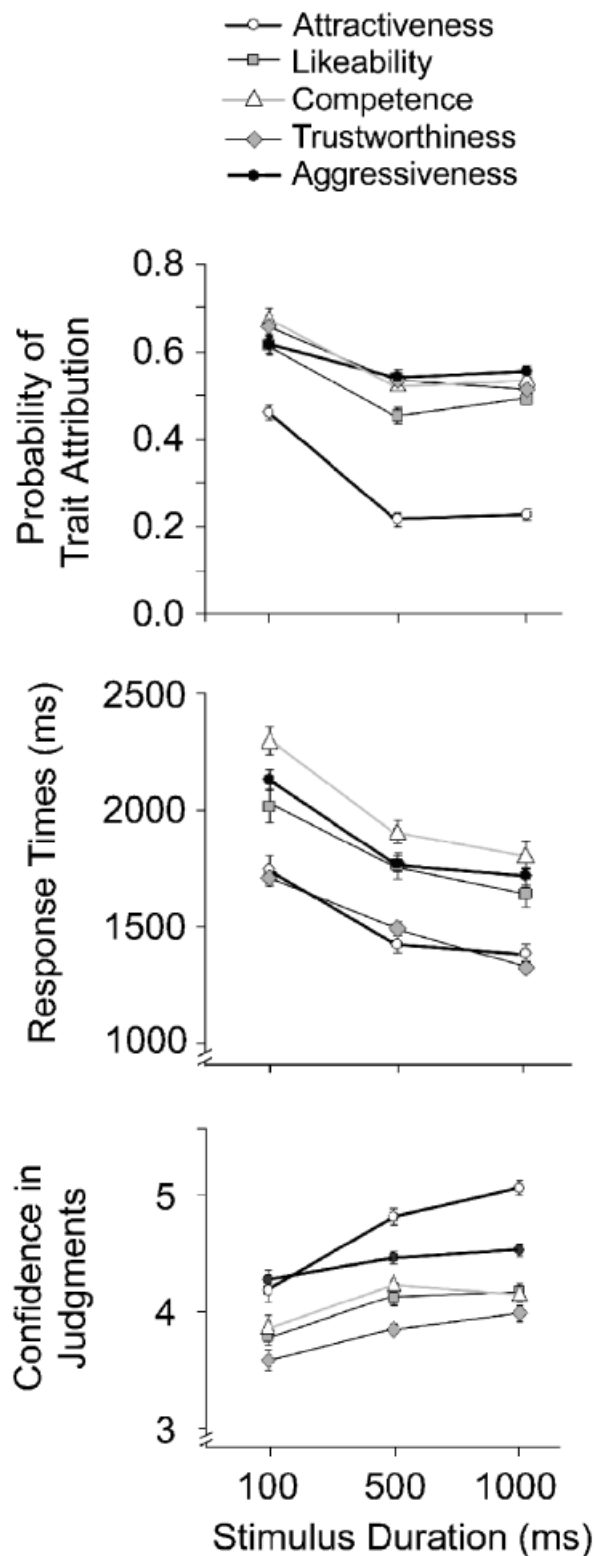 Attractiveness
Likeability
Competence
Trustworthiness
Aggressiveness
Probability of
Trait Attribution
0.8
0.6
0.4
0.2
0.0
Response Times (ms)
2500
2000
1500
1000
Confidence in
Judgments
5
4
3
100 500 1000
Stimulus Duration (ms)